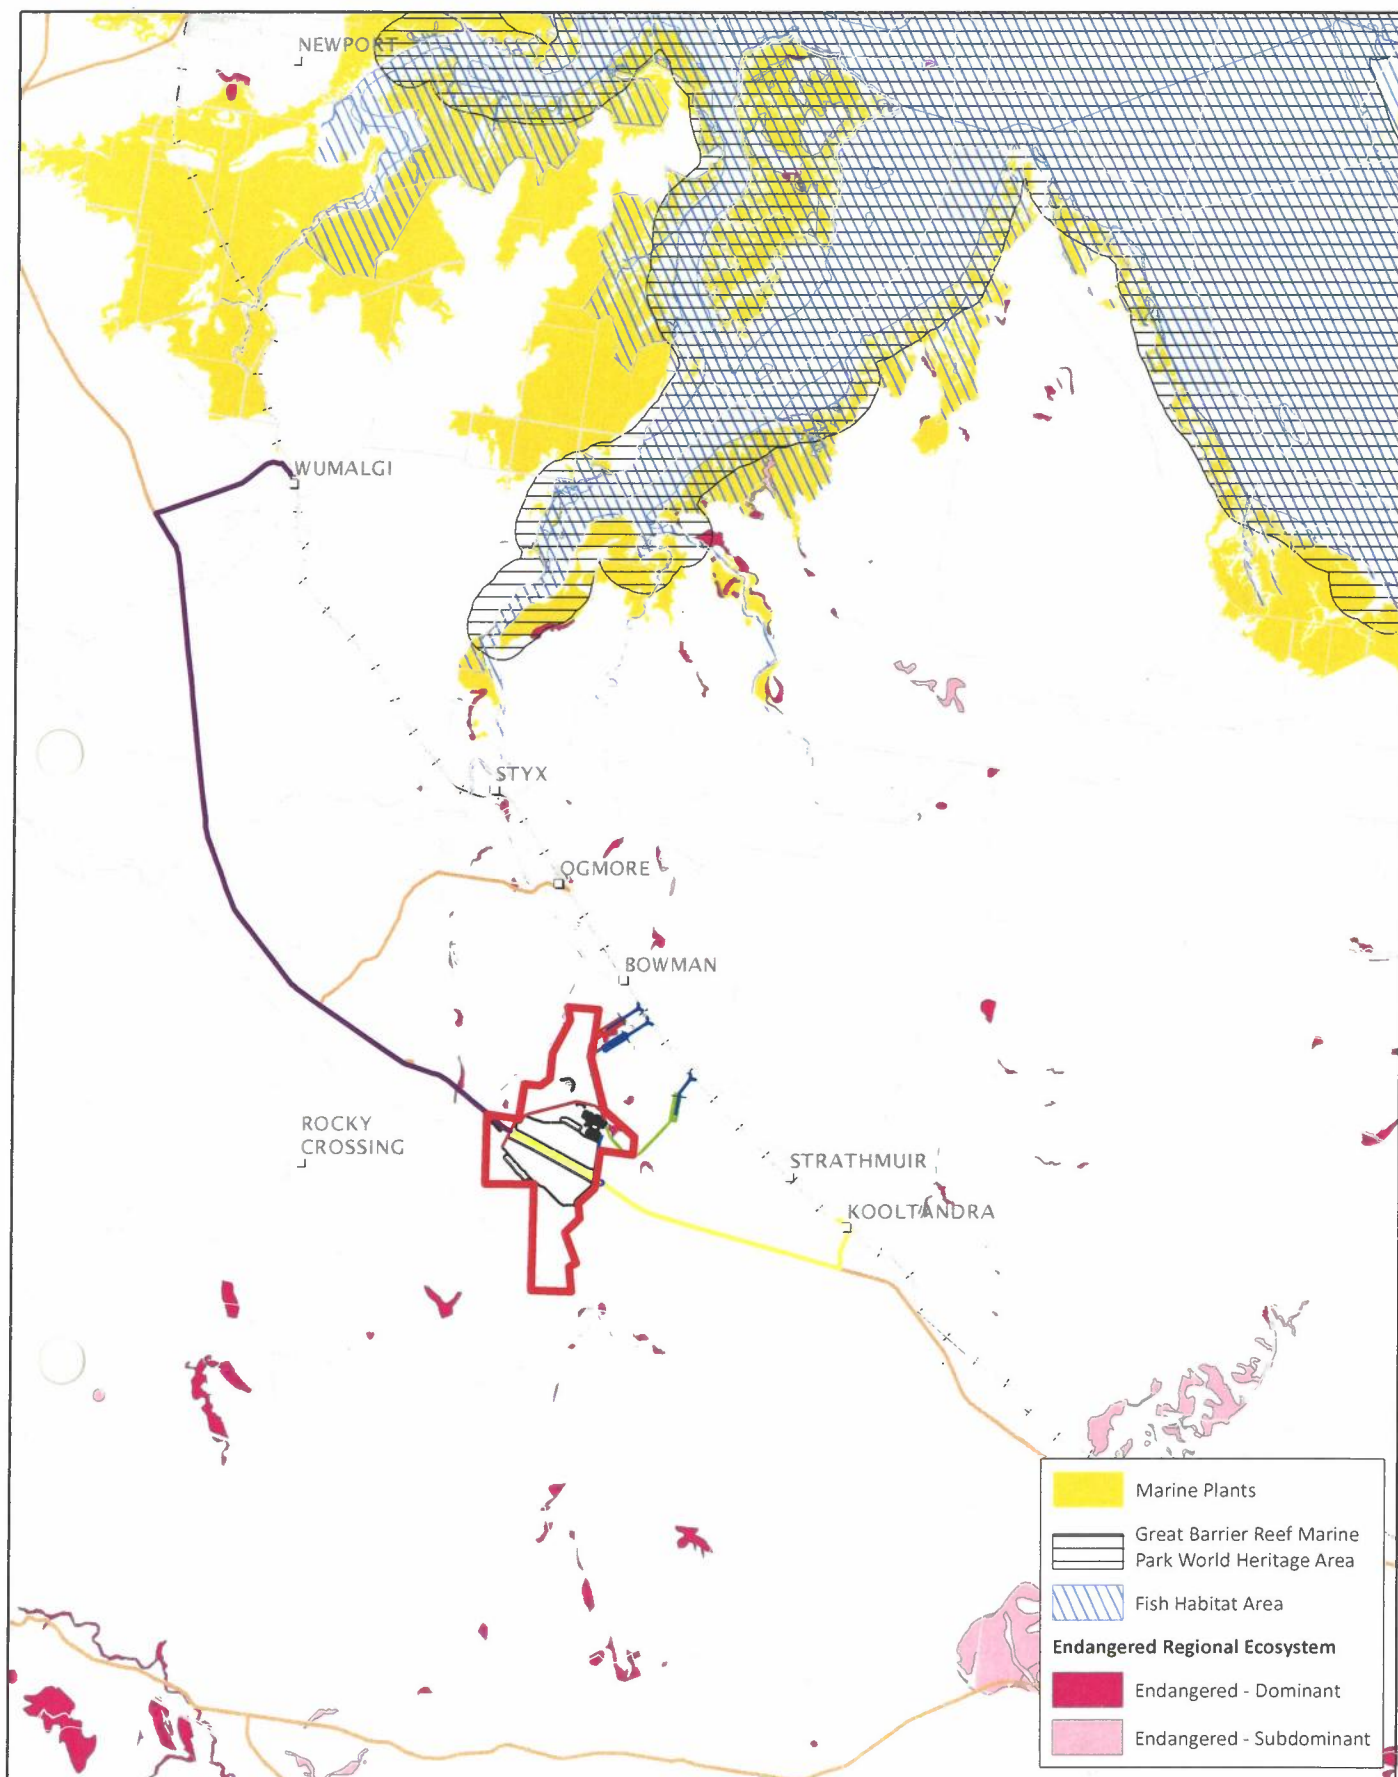 NEWPORT
WUMALGI
STYX
OGMORE
BOWMAN
ROCKY
CROSSING
STRATHMUIR
KOOLTANDRA
Marine Plants
Great Barrier Reef Marine
Park World Heritage Area
Fish Habitat Area
Endangered Regional Ecosystem
Endangered - Dominant
Endangered - Subdominant